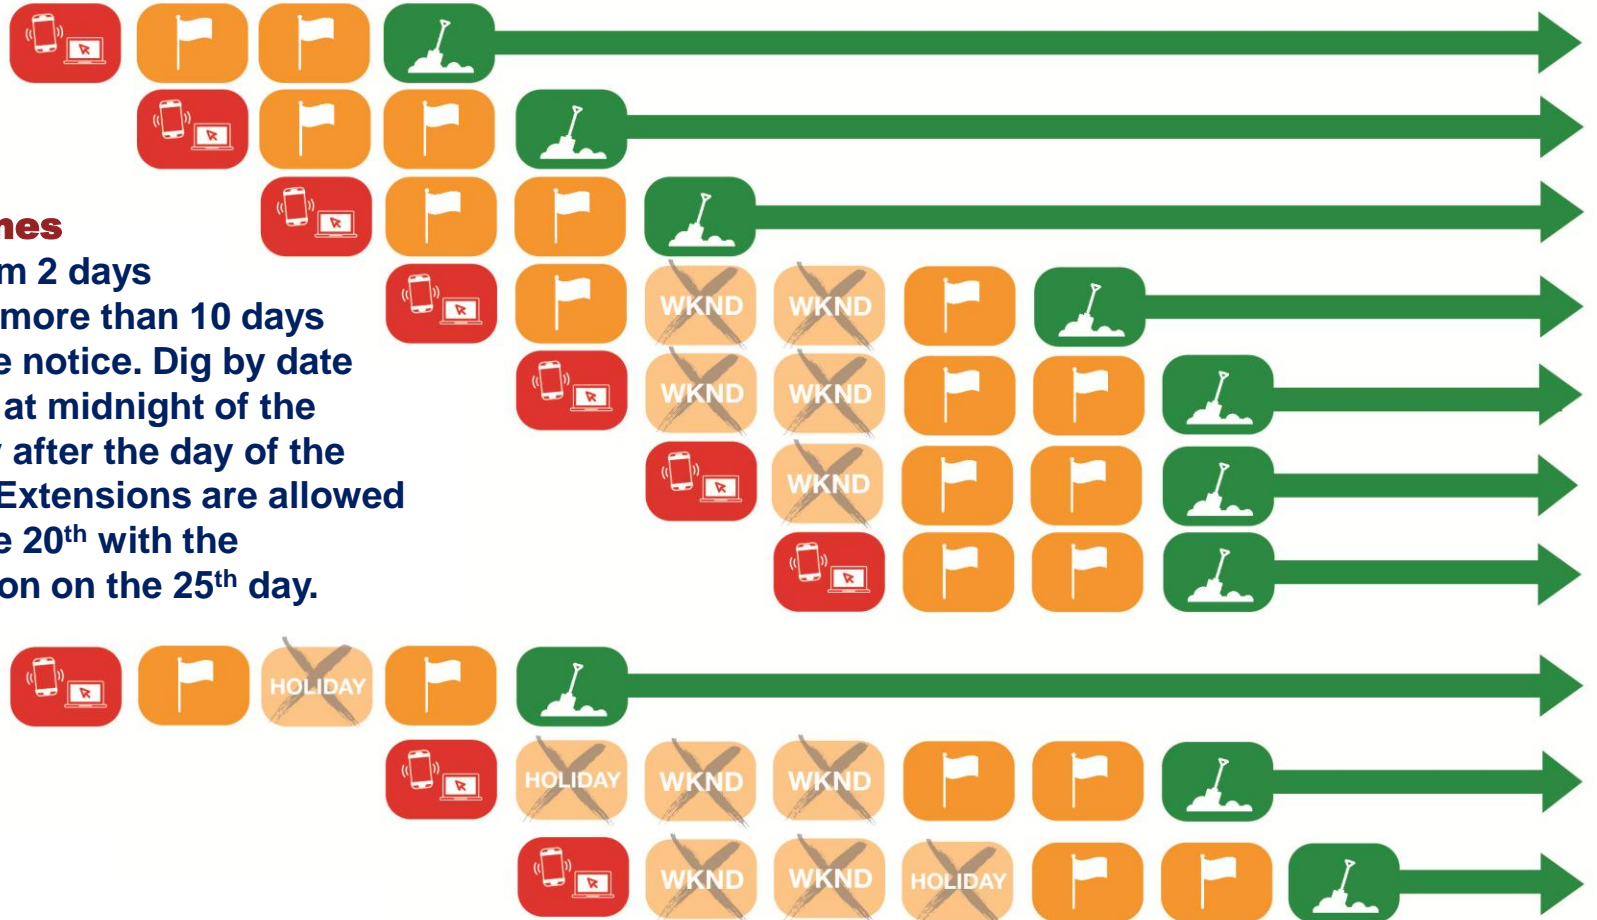 m 2 days
more than 10 days
notice. Dig by date
at midnight of the
after the day of the
Extensions are allowed
20th with the
on the 25th day.
WKND WKND
WKND WKND
WKND
HOLIDAY
HOLIDAY WKND WKND
WKND WKND HOLIDAY